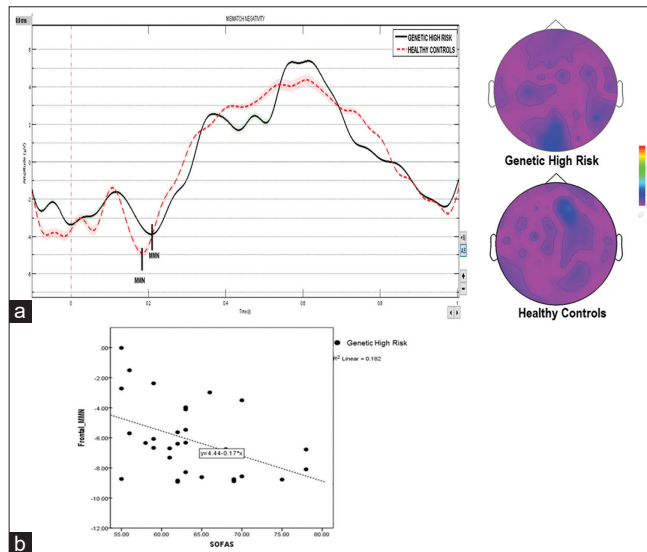 MISMATCH NEGATIVITY
GENETIC HIGH RISK
HEALTHY CONTROLS
Amplitude (µV)
6
4
2
0
-2
-4
-6
MMN
MMN
0
0.2
0.4
0.6
0.8
1
Time (s)
Genetic High Risk
Healthy Controls
a
Genetic High Risk
R² Linear = 0.182
Frontal_MMN
.00
-2.00
-4.00
-6.00
-8.00
-10.00
-12.00
y=4.44-0.17*x
55.00 60.00 65.00 70.00 75.00 80.00
SOFAS
b